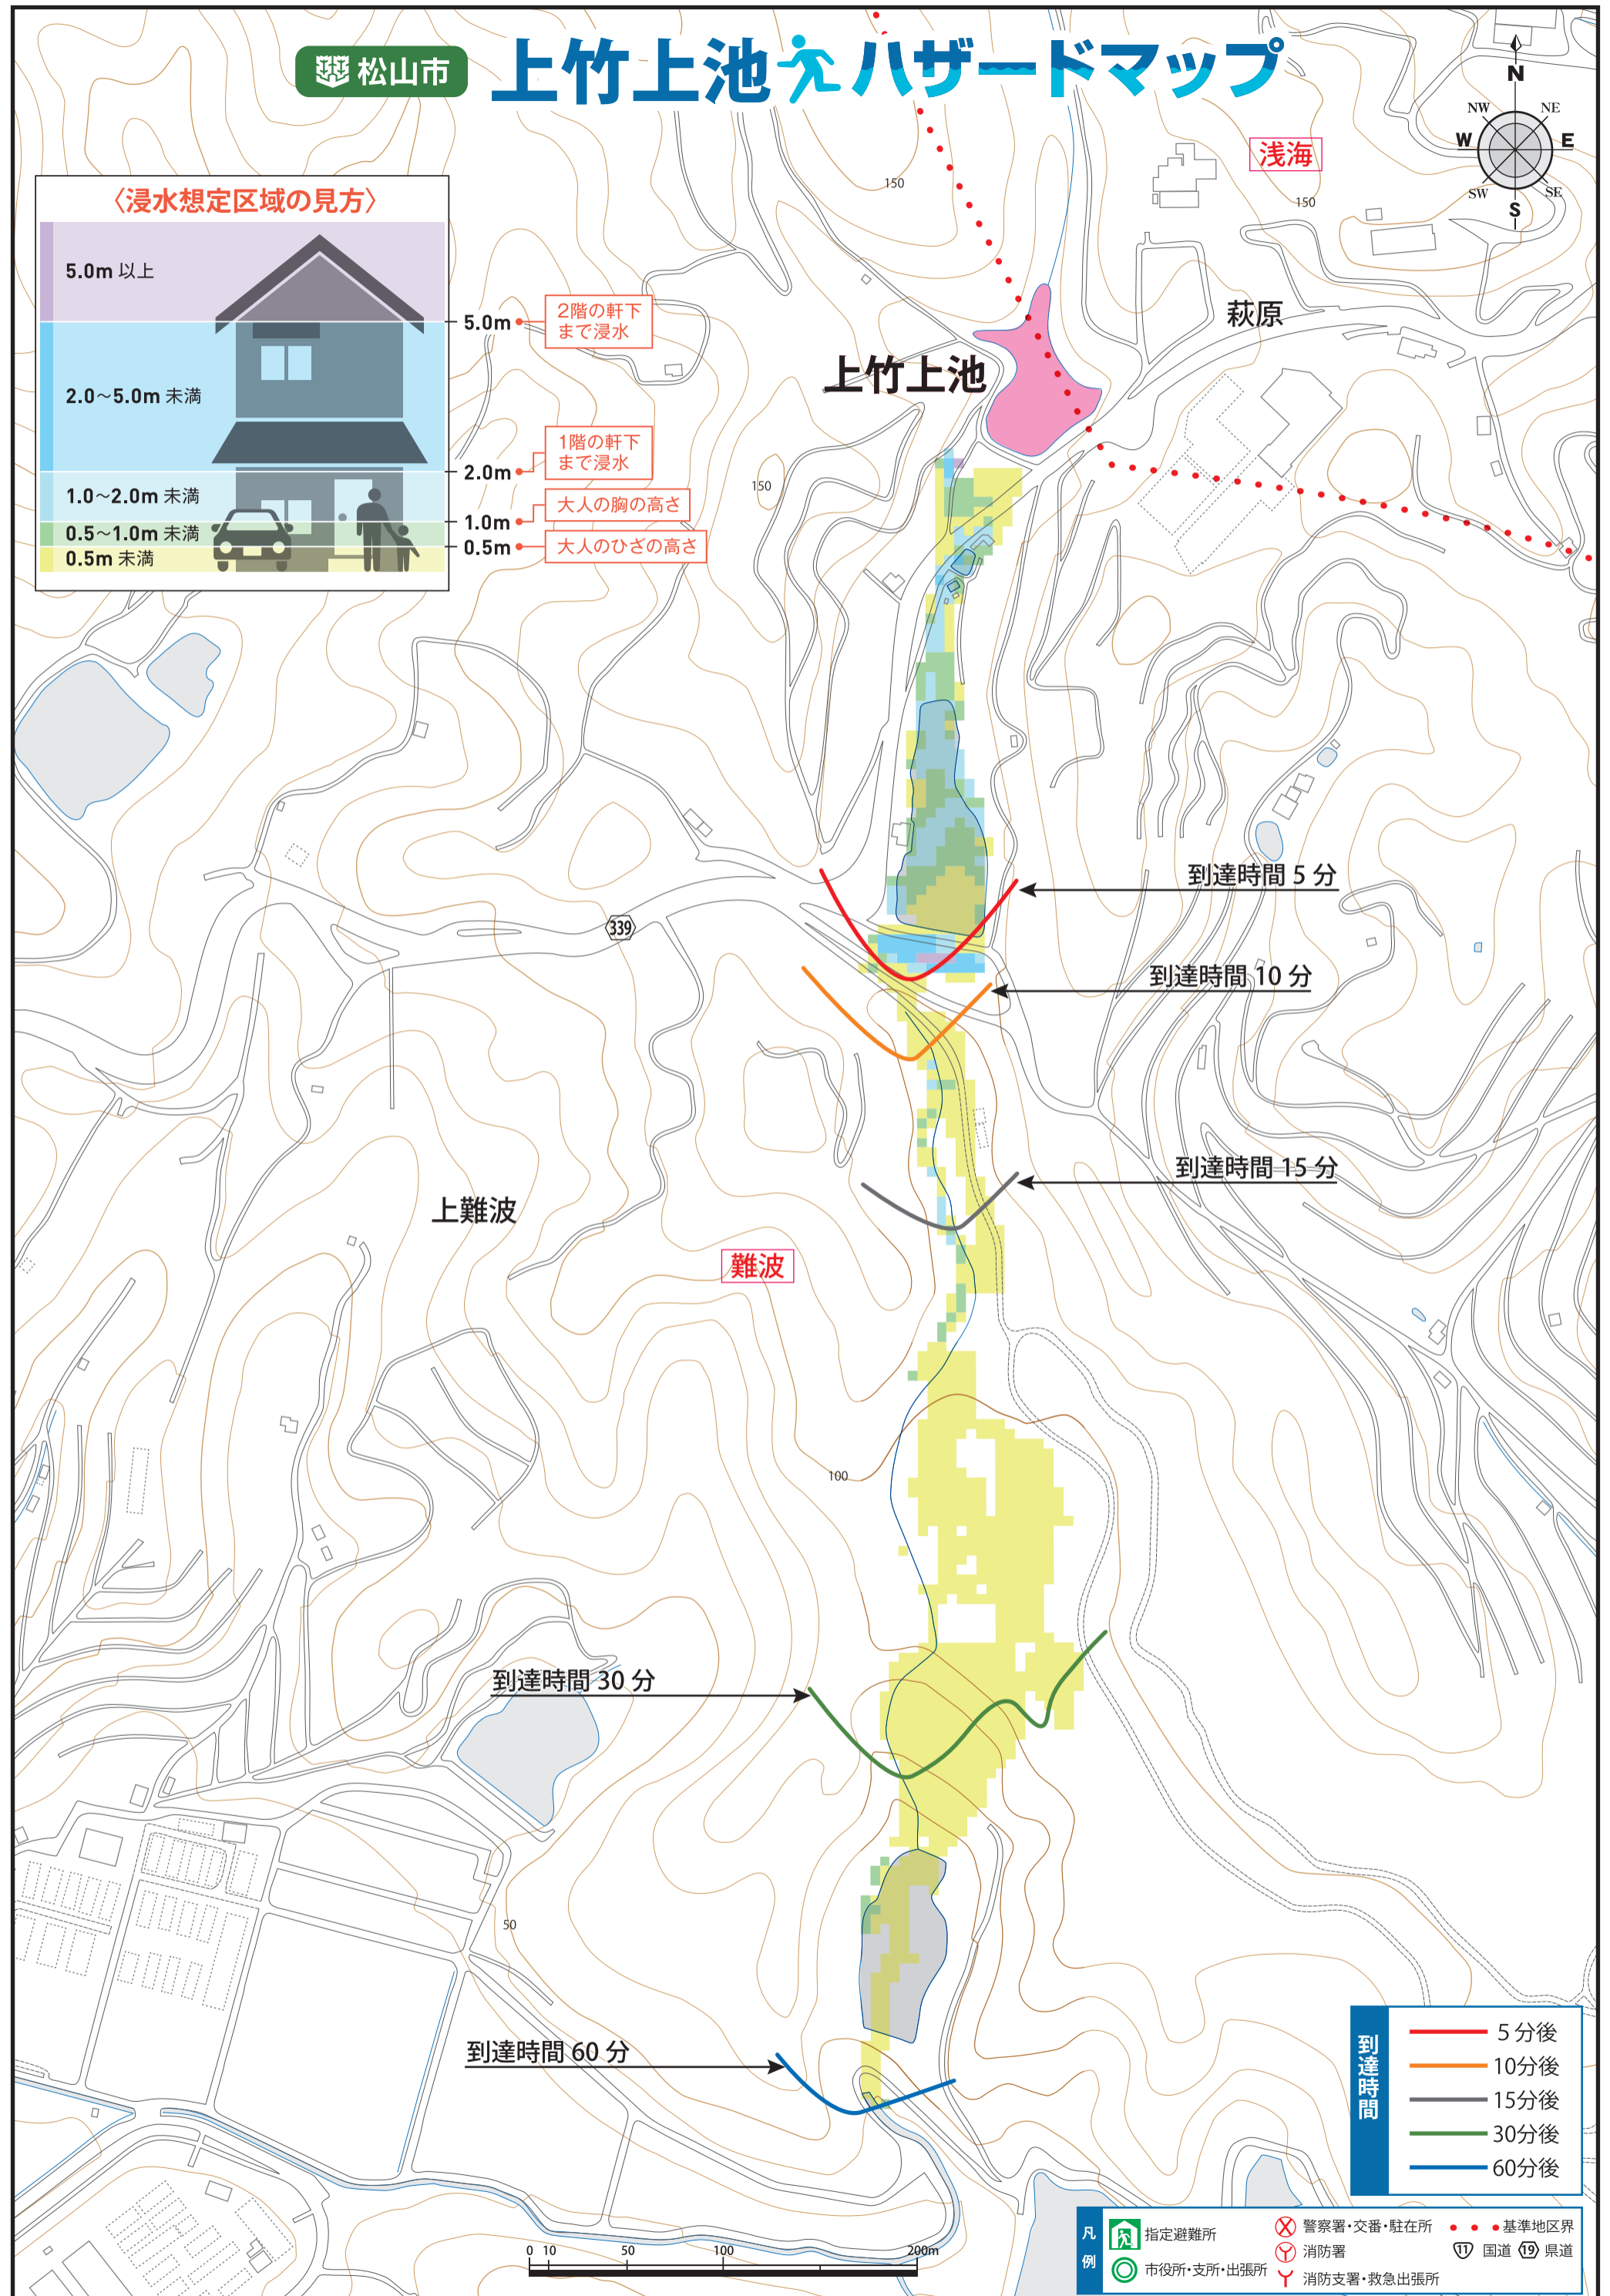 松山市 上竹上池 ハザードマップ
N
NW NE
W E
SW SE
S
浅海
150
150
〈浸水想定区域の見方〉
5.0m 以上
2.0〜5.0m 未満
1.0〜2.0m 未満
0.5〜1.0m 未満
0.5m 未満
5.0m
2階の軒下
まで浸水
2.0m
1階の軒下
まで浸水
1.0m
大人の胸の高さ
0.5m
大人のひざの高さ
萩原
上竹上池
150
到達時間 5 分
339
到達時間 10 分
到達時間 15 分
上難波
難波
100
到達時間 30 分
50
到達時間 60 分
到達時間
5 分後
10分後
15分後
30分後
60分後
0 10 50 100 200m
凡例
指定避難所
市役所・支所・出張所
警察署・交番・駐在所
消防署
消防支署・救急出張所
基準地区界
11 国道 19 県道